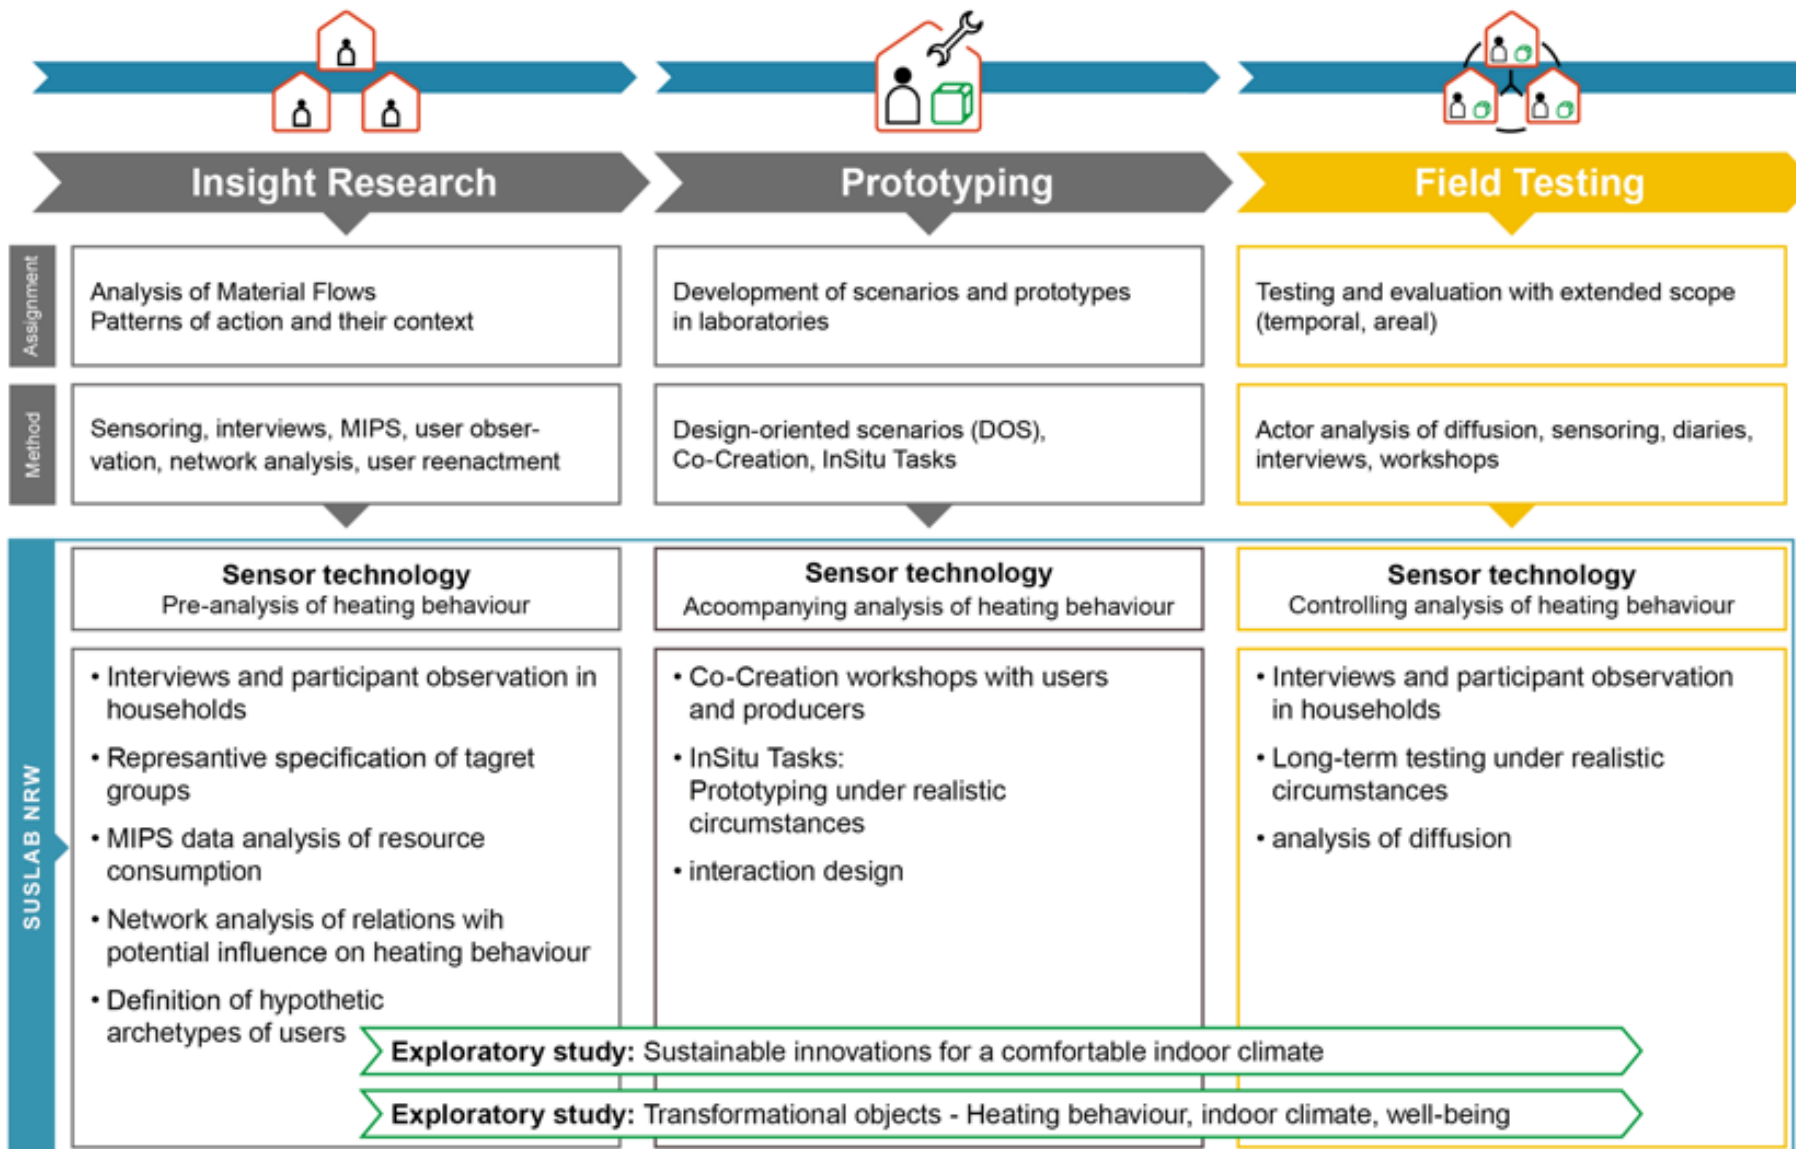 Insight Research
Prototyping
Field Testing
Assignment
Analysis of Material Flows
Patterns of action and their context
Development of scenarios and prototypes
in laboratories
Testing and evaluation with extended scope
(temporal, areal)
Method
Sensoring, interviews, MIPS, user obser-
vation, network analysis, user reenactment
Design-oriented scenarios (DOS),
Co-Creation, InSitu Tasks
Actor analysis of diffusion, sensoring, diaries,
interviews, workshops
SUSLAB NRW
Sensor technology
Pre-analysis of heating behaviour
Sensor technology
Acoompanying analysis of heating behaviour
Sensor technology
Controlling analysis of heating behaviour
• Interviews and participant observation in
households
• Represantive specification of tagret
groups
• MIPS data analysis of resource
consumption
• Network analysis of relations wih
potential influence on heating behaviour
• Definition of hypothetic
archetypes of users
• Co-Creation workshops with users
and producers
• InSitu Tasks:
Prototyping under realistic
circumstances
• interaction design
• Interviews and participant observation
in households
• Long-term testing under realistic
circumstances
• analysis of diffusion
Exploratory study: Sustainable innovations for a comfortable indoor climate
Exploratory study: Transformational objects - Heating behaviour, indoor climate, well-being